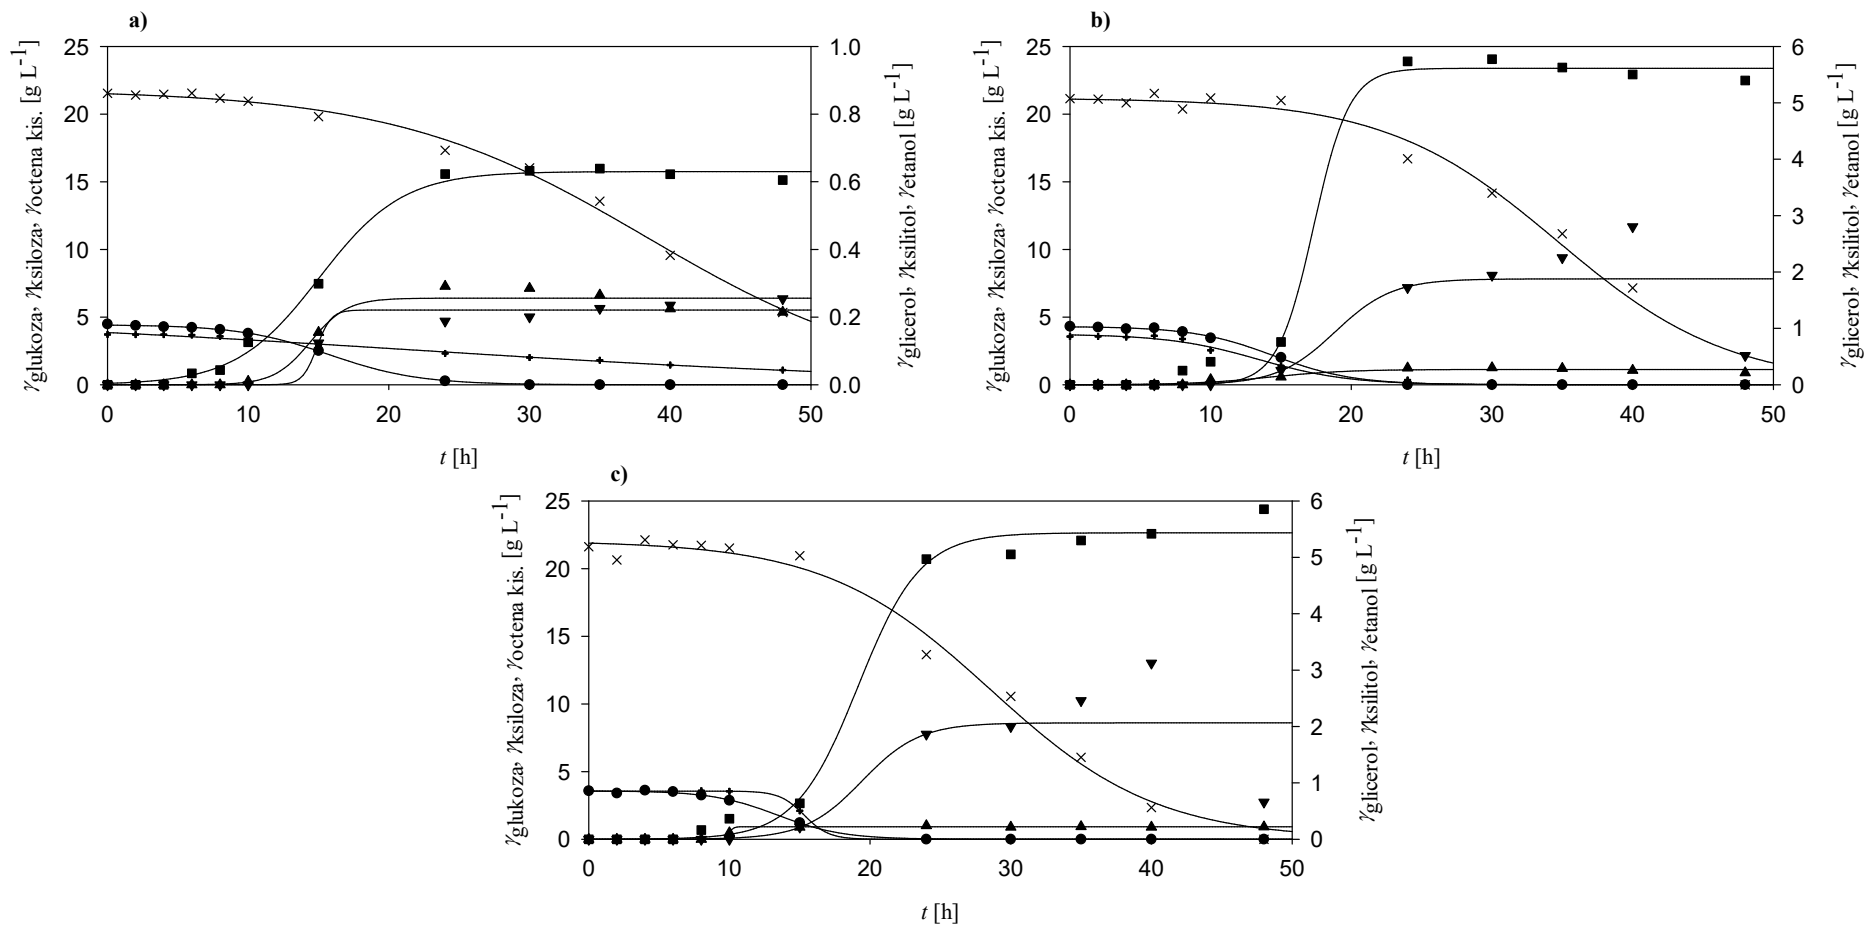 a)
γglukoza, γksiloza, γoctena kis. [g L-1]
25
20
15
10
5
0
1.0
0.8
0.6
0.4
0.2
0.0
γglicerol, γksilitol, γetanol [g L-1]
0 10 20 30 40 50
t [h]
b)
γglukoza, γksiloza, γoctena kis. [g L-1]
25
20
15
10
5
0
6
5
4
3
2
1
0
γglicerol, γksilitol, γetanol [g L-1]
0 10 20 30 40 50
t [h]
c)
γglukoza, γksiloza, γoctena kis. [g L-1]
25
20
15
10
5
0
6
5
4
3
2
1
0
γglicerol, γksilitol, γetanol [g L-1]
0 10 20 30 40 50
t [h]